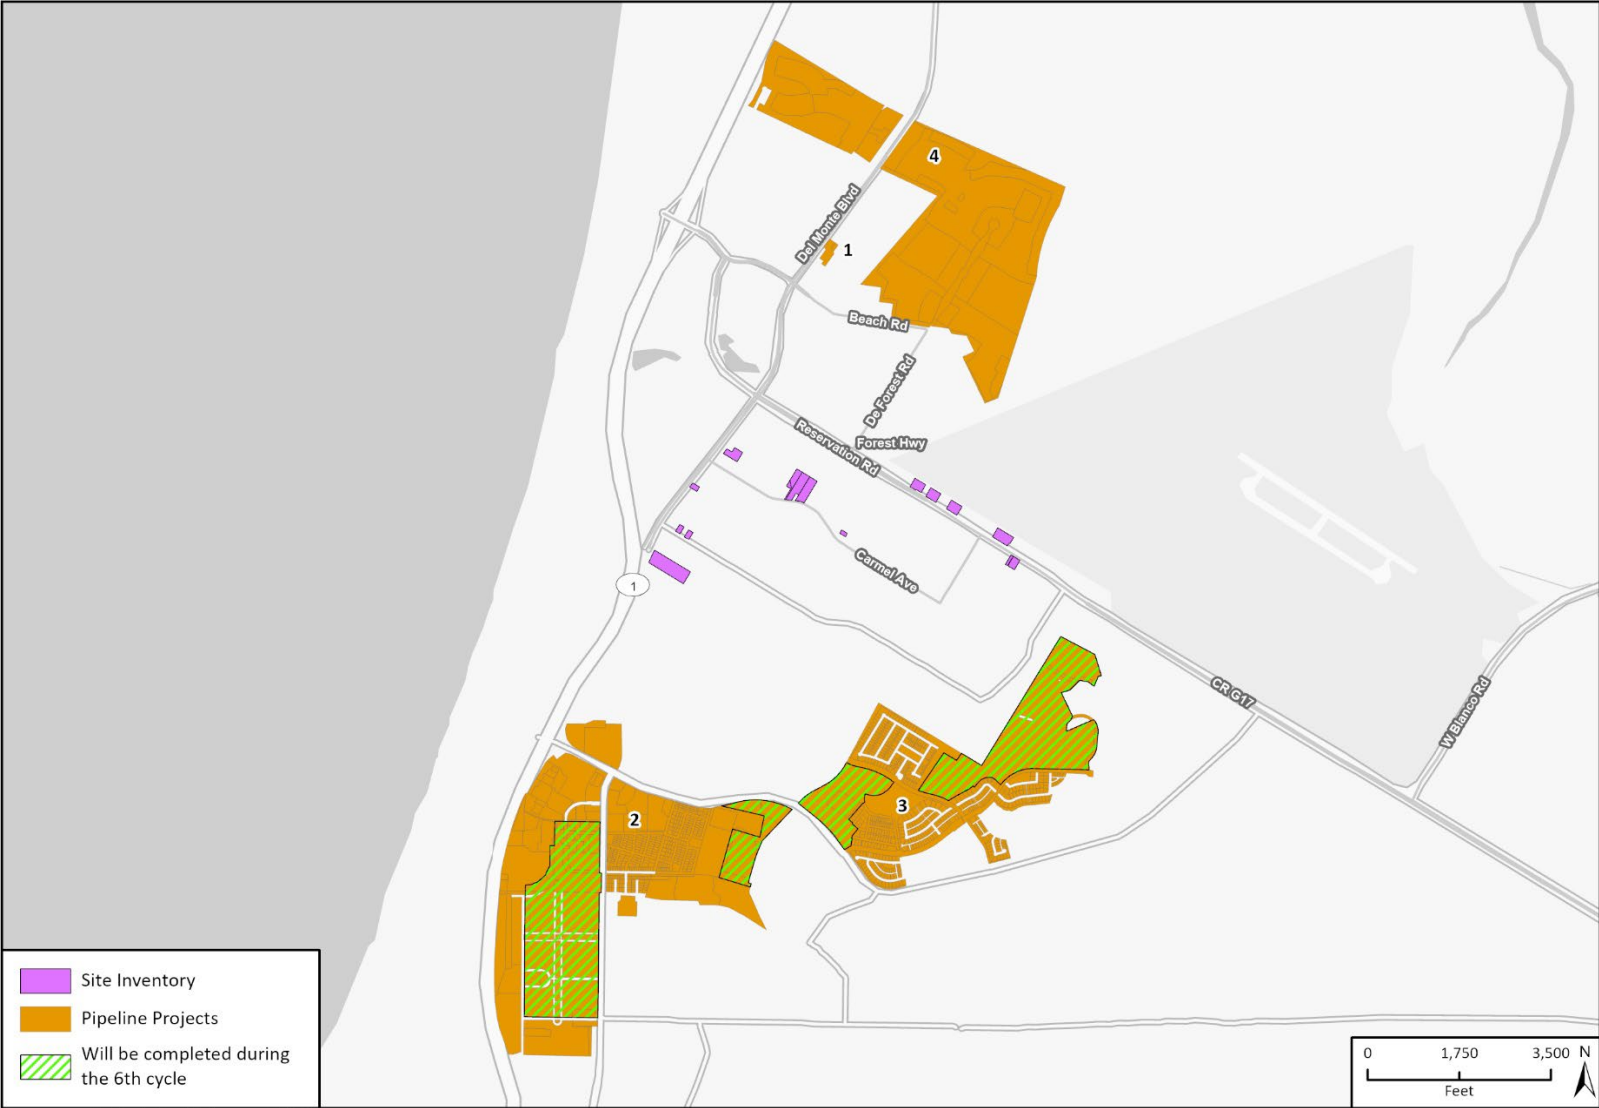 4
Del Monte Blvd
1
Beach Rd
De Forest Rd
Forest Hwy
Reservation Rd
Carmel Ave
1
CR G17
W Blanco Rd
3
2
Site Inventory
Pipeline Projects
Will be completed during
the 6th cycle
0 1,750 3,500 N
Feet